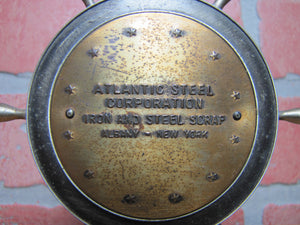 ATLANTIC STEEL
CORPORATION
IRON AND STEEL SCRAP
ALBANY - NEW YORK